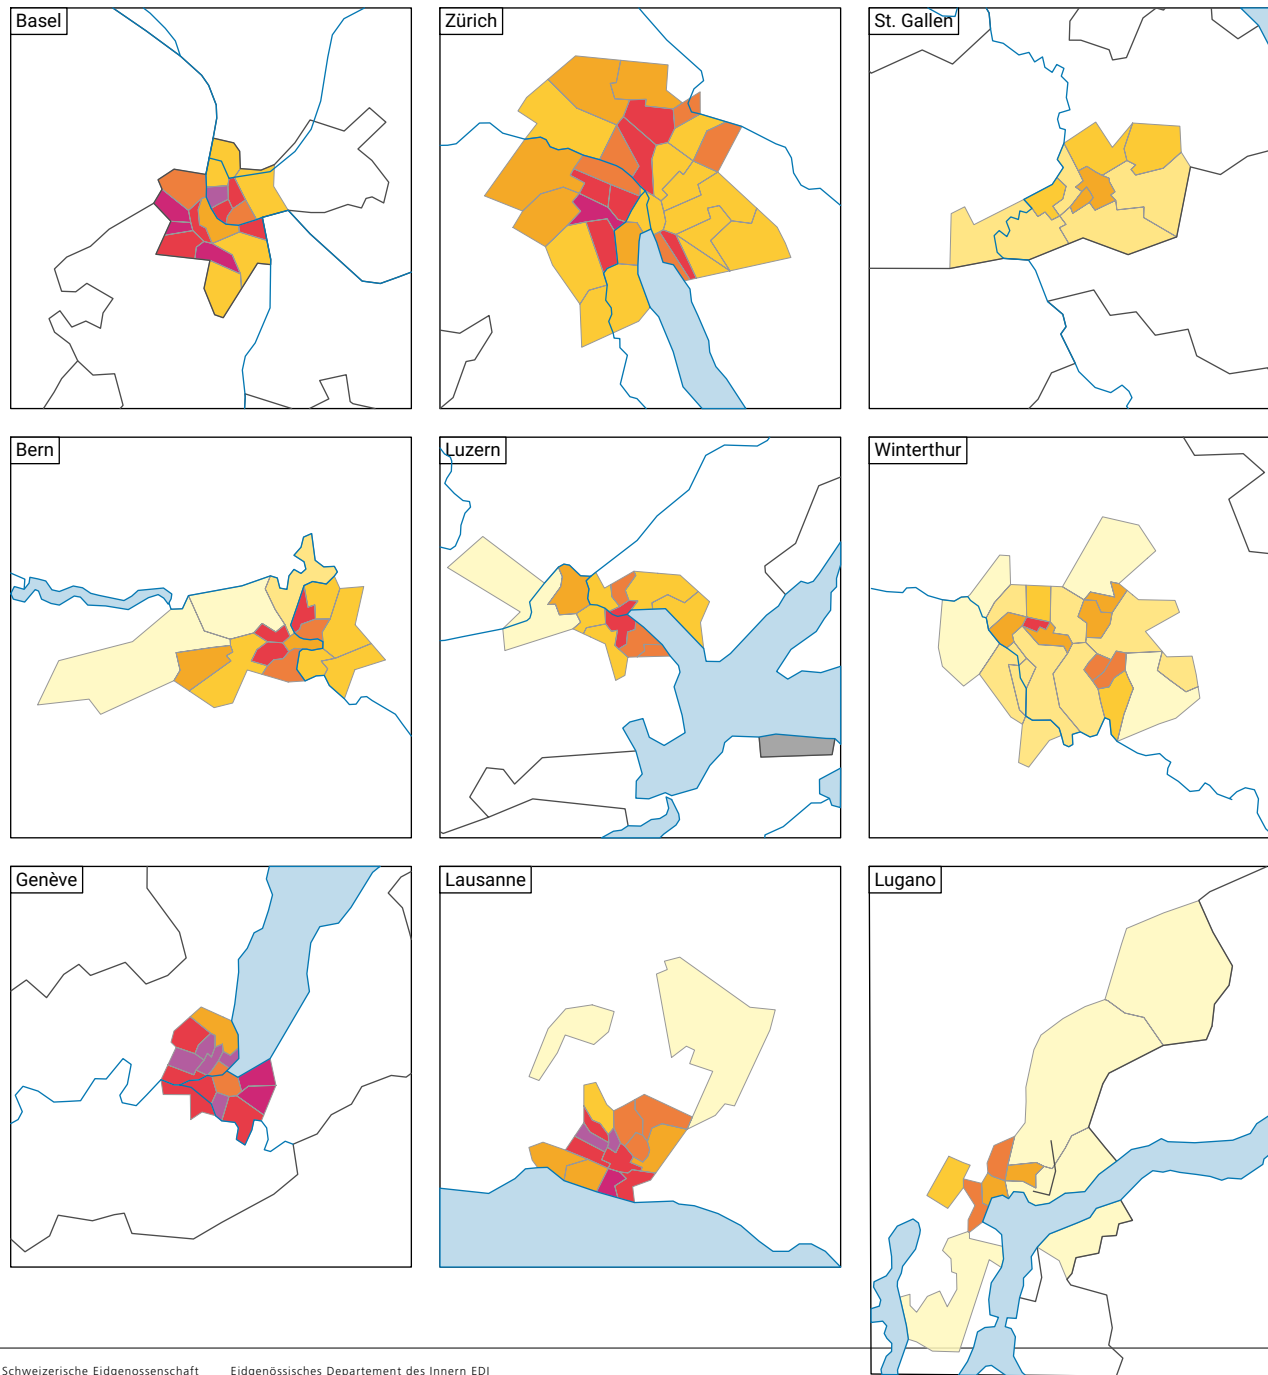 Basel
Zürich
St. Gallen
Bern
Luzern
Winterthur
Genève
Lausanne
Lugano
Schweizerische Eidgenossenschaft Eidgenössisches Departement des Innern EDI